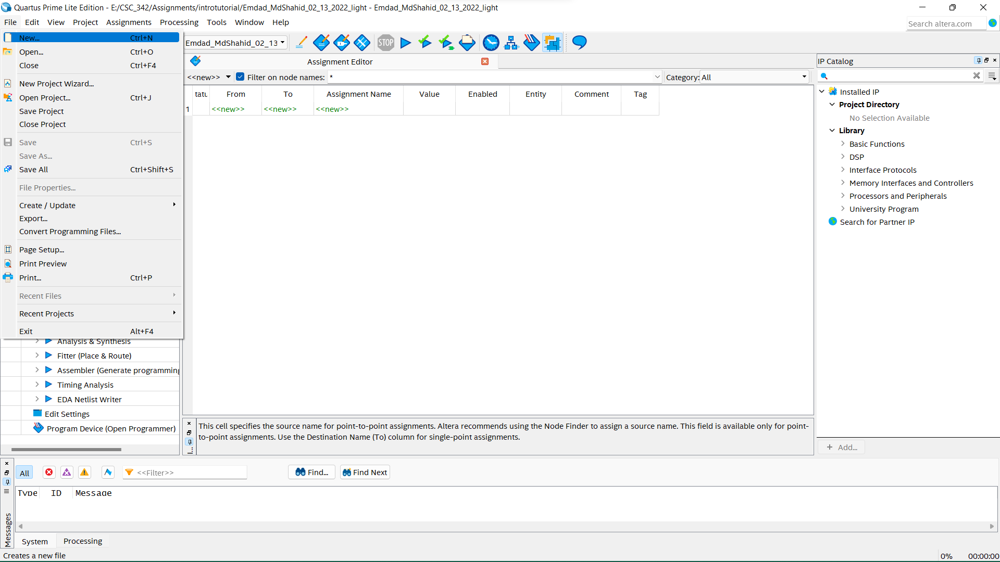 Quartus Prime Lite Edition - E:/CSC_342/Assignments/introtutorial/Emdad_MdShahid_02_13_2022_light - Emdad_MdShahid_02_13_2022_light
File Edit View Project Assignments Processing Tools Window Help
Search altera.com
New... Ctrl+N
Open... Ctrl+O
Close Ctrl+F4
New Project Wizard...
Open Project... Ctrl+J
Save Project
Close Project
Save Ctrl+S
Save As...
Save All Ctrl+Shift+S
File Properties...
Create / Update
Export...
Convert Programming Files...
Page Setup...
Print Preview
Print... Ctrl+P
Recent Files
Recent Projects
Exit Alt+F4
Analysis & Synthesis
Fitter (Place & Route)
Assembler (Generate programming
Timing Analysis
EDA Netlist Writer
Edit Settings
Program Device (Open Programmer)
Emdad_MdShahid_02_13
STOP
Assignment Editor
<<new>> Filter on node names: * Category: All
tatu From To Assignment Name Value Enabled Entity Comment Tag
1 <<new>> <<new>> <<new>>
This cell specifies the source name for point-to-point assignments. Altera recommends using the Node Finder to assign a source name. This field is available only for point-
to-point assignments. Use the Destination Name (To) column for single-point assignments.
IP Catalog
Installed IP
Project Directory
No Selection Available
Library
Basic Functions
DSP
Interface Protocols
Memory Interfaces and Controllers
Processors and Peripherals
University Program
Search for Partner IP
+ Add...
All <<Filter>> Find... Find Next
Type ID Message
Messages
System Processing
Creates a new file 0% 00:00:00